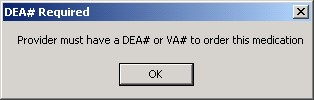 DEA# Required
Provider must have a DEA# or VA# to order this medication
OK